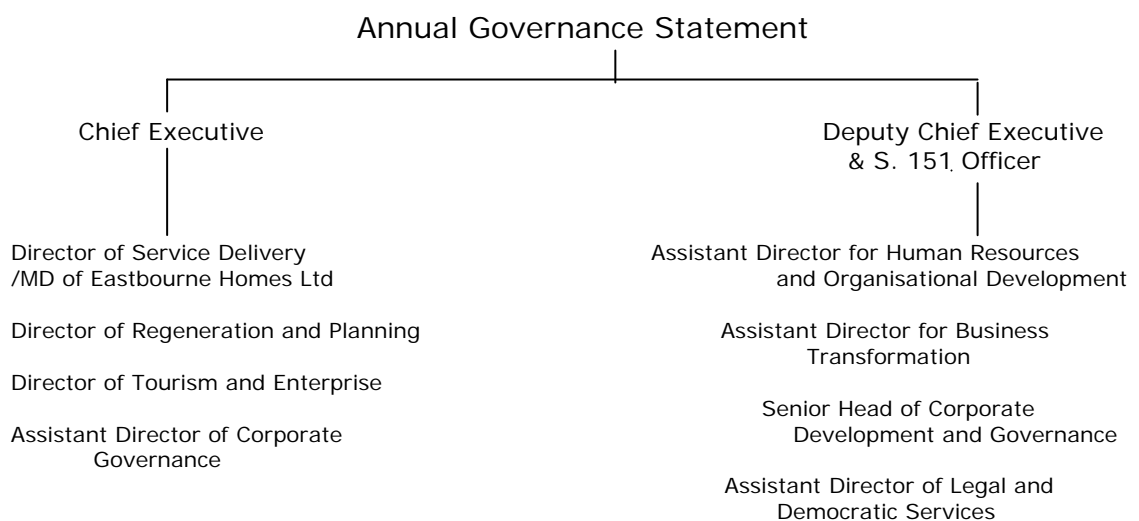 Annual Governance Statement
Chief Executive
Deputy Chief Executive
& S. 151 Officer
Director of Service Delivery
/MD of Eastbourne Homes Ltd
Director of Regeneration and Planning
Director of Tourism and Enterprise
Assistant Director of Corporate
Governance
Assistant Director for Human Resources
and Organisational Development
Assistant Director for Business
Transformation
Senior Head of Corporate
Development and Governance
Assistant Director of Legal and
Democratic Services